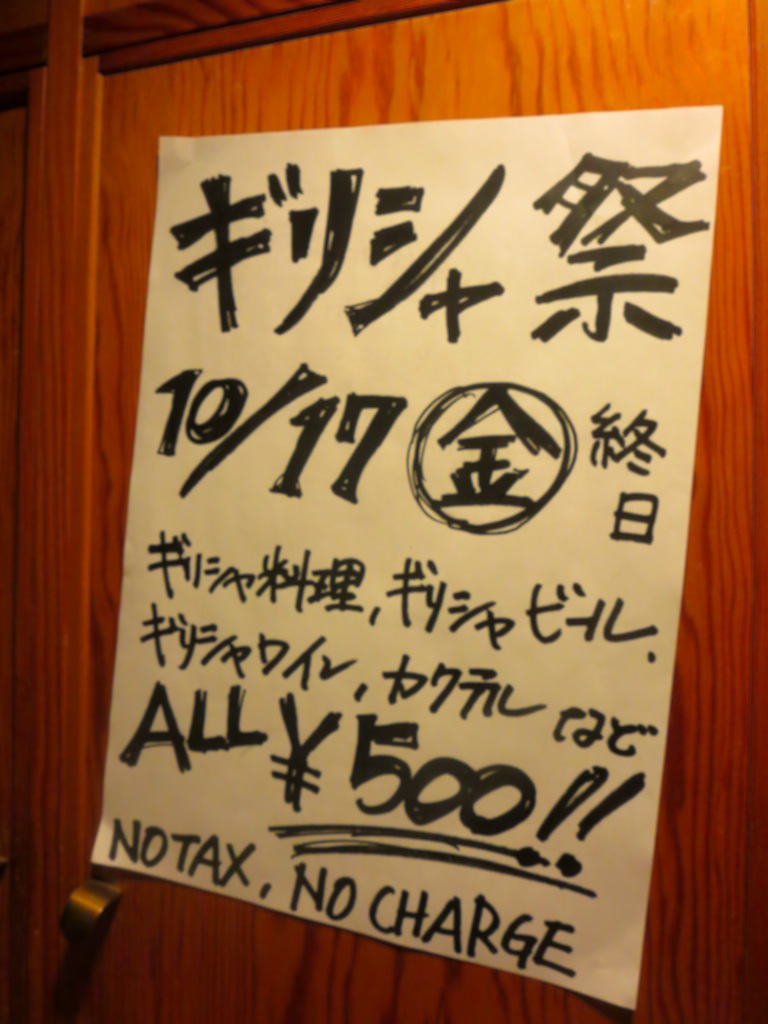 ギリシャ祭
10/17 金 終日
ギリシャ料理, ギリシャビール,
ギリシャワイン, カクテルなど
ALL ¥500!!
NO TAX, NO CHARGE